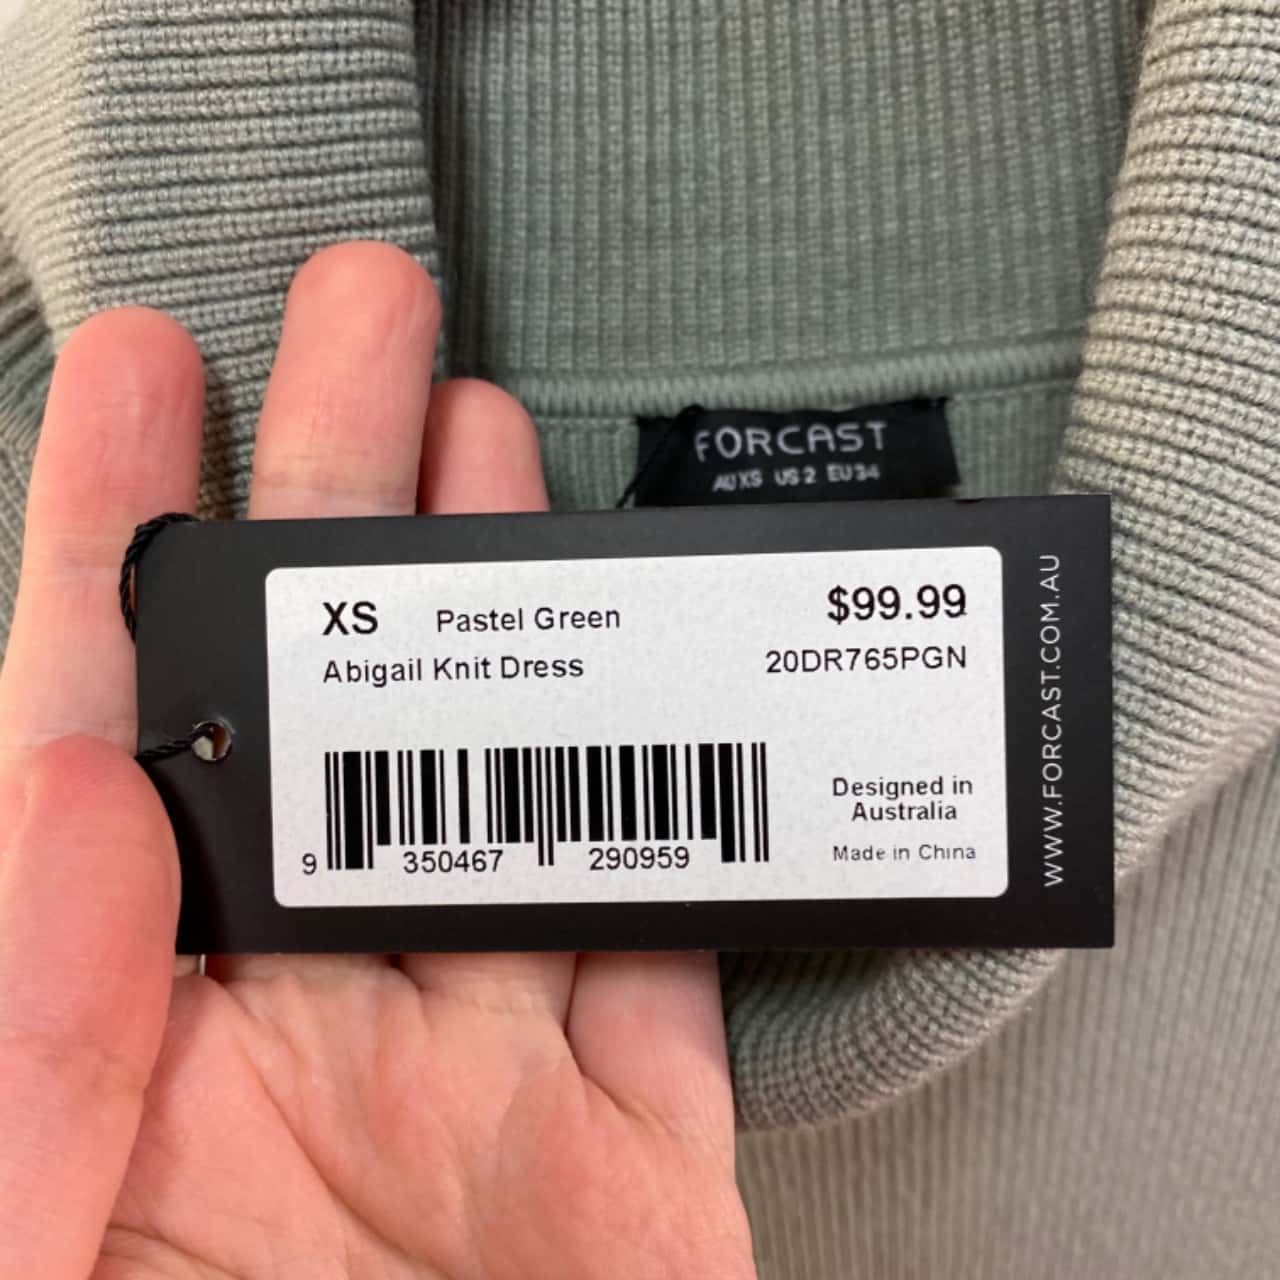 FORCAST
AU XS US 2 EU 34
XS Pastel Green $99.99
Abigail Knit Dress 20DR765PGN
Designed in
Australia
Made in China
9 350467 290959
WWW.FORCAST.COM.AU